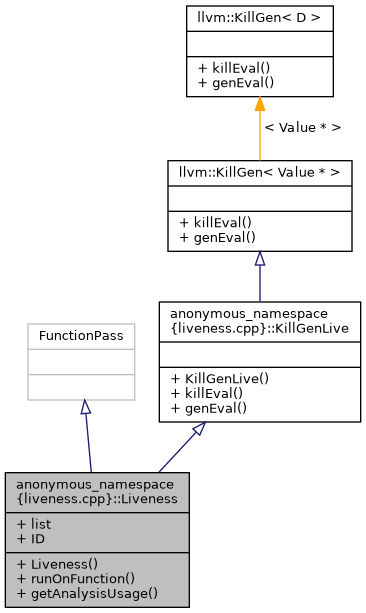 llvm::KillGen< D >
+ killEval()
+ genEval()
< Value * >
llvm::KillGen< Value * >
+ killEval()
+ genEval()
anonymous_namespace
{liveness.cpp}::KillGenLive
+ KillGenLive()
+ killEval()
+ genEval()
FunctionPass
anonymous_namespace
{liveness.cpp}::Liveness
+ list
+ ID
+ Liveness()
+ runOnFunction()
+ getAnalysisUsage()